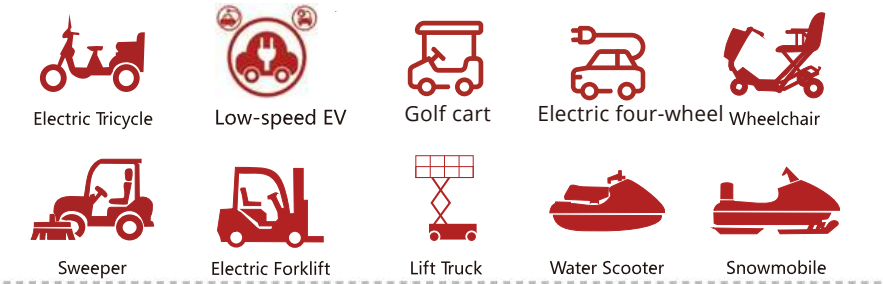 Electric Tricycle
Low-speed EV
Golf cart
Electric four-wheel
Wheelchair
Sweeper
Electric Forklift
Lift Truck
Water Scooter
Snowmobile